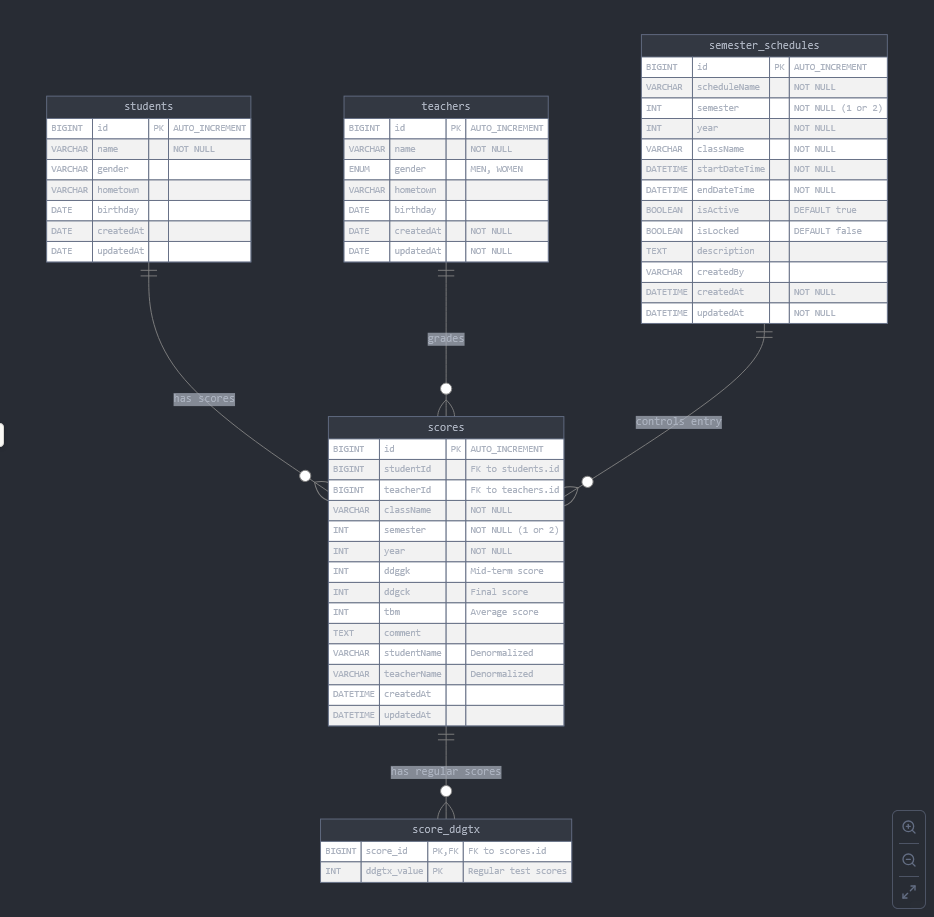 students
BIGINT id PK AUTO_INCREMENT
VARCHAR name NOT NULL
VARCHAR gender
VARCHAR hometown
DATE birthday
DATE createdAt
DATE updatedAt
teachers
BIGINT id PK AUTO_INCREMENT
VARCHAR name NOT NULL
ENUM gender MEN, WOMEN
VARCHAR hometown
DATE birthday
DATE createdAt NOT NULL
DATE updatedAt NOT NULL
semester_schedules
BIGINT id PK AUTO_INCREMENT
VARCHAR scheduleName NOT NULL
INT semester NOT NULL (1 or 2)
INT year NOT NULL
VARCHAR className NOT NULL
DATETIME startDateTime NOT NULL
DATETIME endDateTime NOT NULL
BOOLEAN isActive DEFAULT true
BOOLEAN isLocked DEFAULT false
TEXT description
VARCHAR createdBy
DATETIME createdAt NOT NULL
DATETIME updatedAt NOT NULL
grades
has scores
controls entry
scores
BIGINT id PK AUTO_INCREMENT
BIGINT studentId FK to students.id
BIGINT teacherId FK to teachers.id
VARCHAR className NOT NULL
INT semester NOT NULL (1 or 2)
INT year NOT NULL
INT ddggk Mid-term score
INT ddgck Final score
INT tbm Average score
TEXT comment
VARCHAR studentName Denormalized
VARCHAR teacherName Denormalized
DATETIME createdAt
DATETIME updatedAt
has regular scores
score_ddgtx
BIGINT score_id PK,FK FK to scores.id
INT ddgtx_value PK Regular test scores